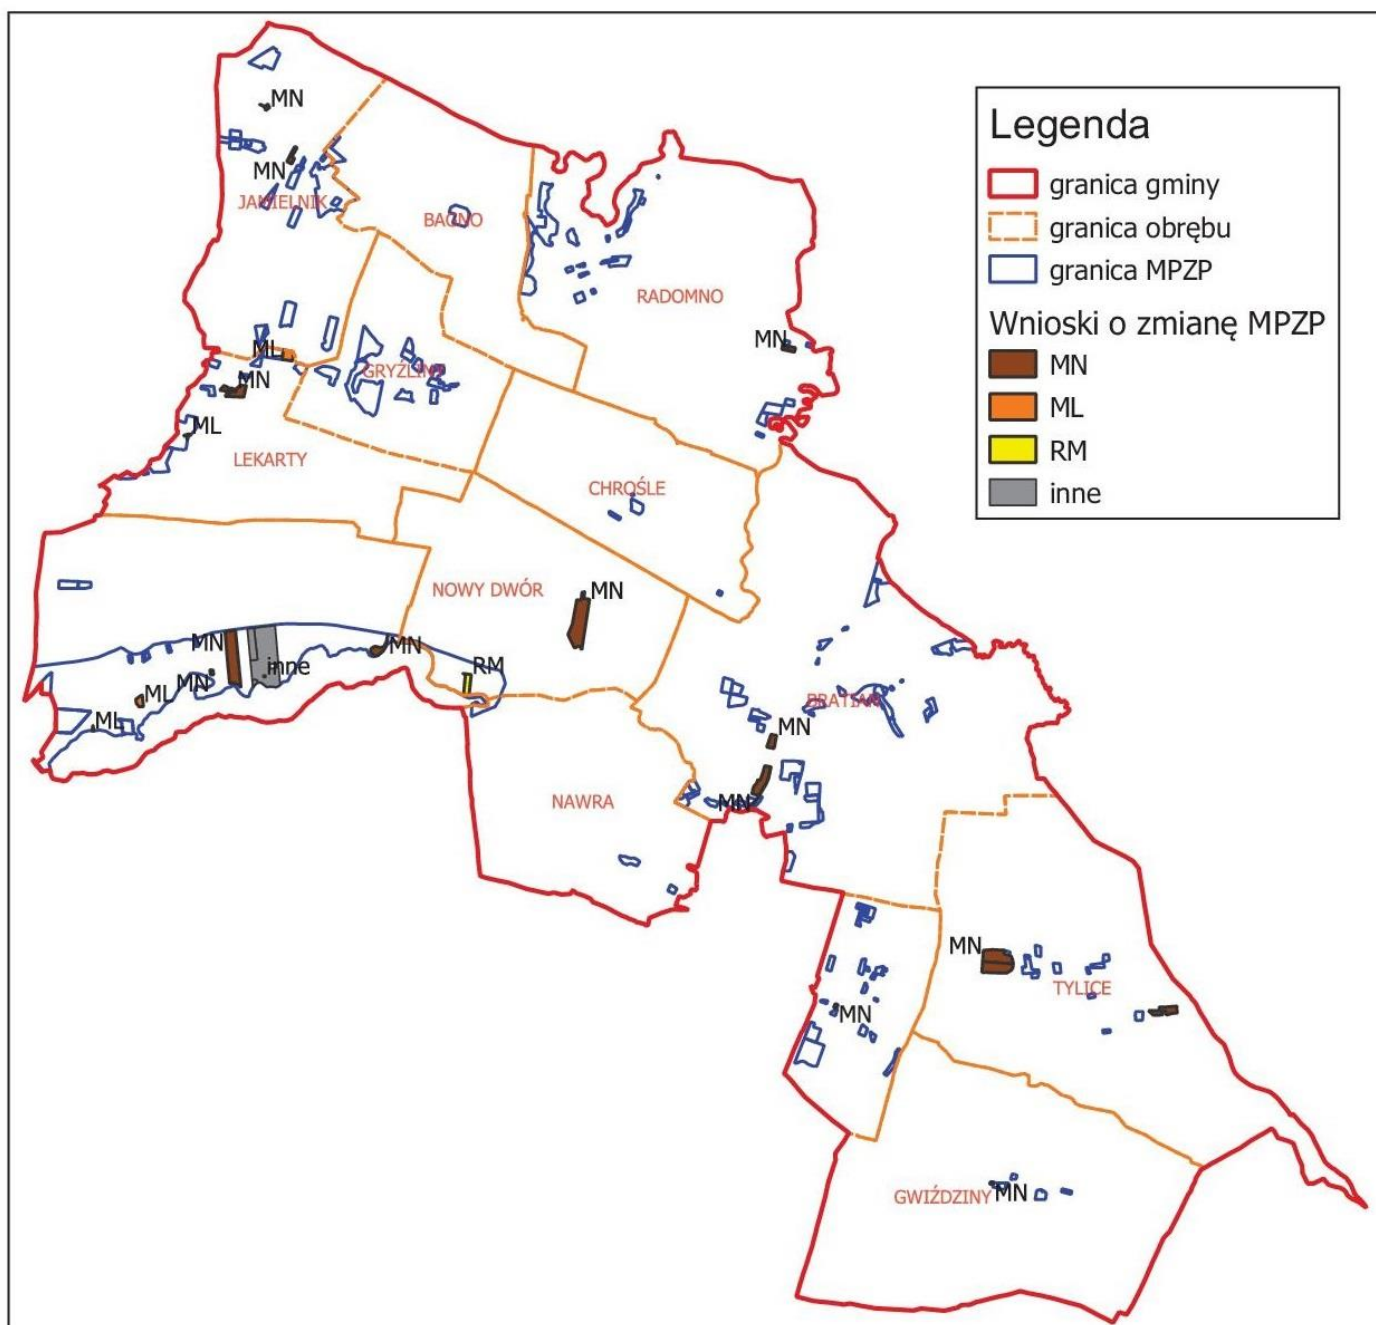 MN
MN
JAMIELNIK
BAGNO
RADOMNO
MN
ML
GRYŹLINY
MN
ML
LEKARTY
CHROŚLE
NOWY DWÓR
MN
MN
MN
inne
RM
MN
ML
ML
BRATIAN
MN
MN
NAWRA
MN
TYLICE
MN
GWIŹDZINY
MN
Legenda
granica gminy
granica obrębu
granica MPZP
Wnioski o zmianę MPZP
MN
ML
RM
inne